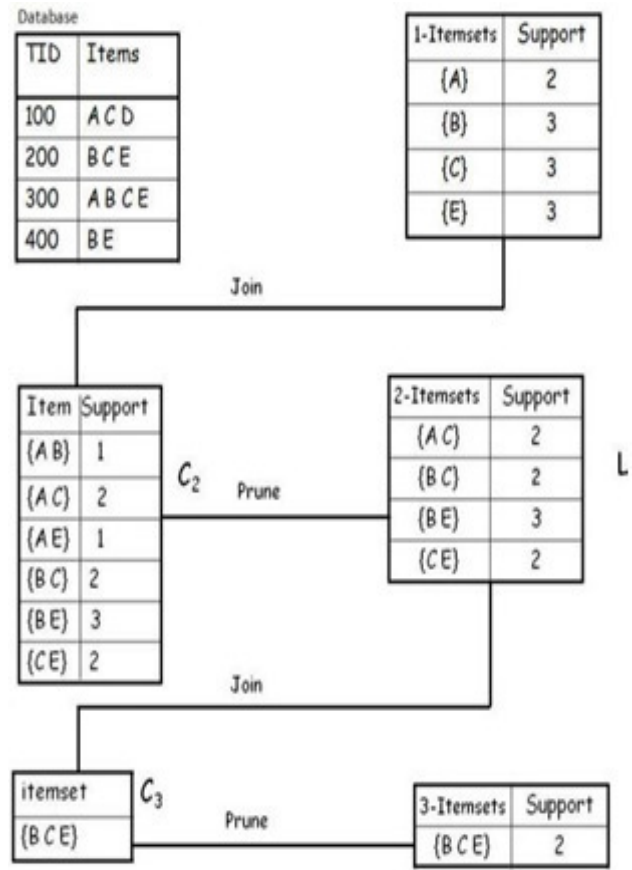 Database
TID Items
100 A C D
200 B C E
300 A B C E
400 B E
1-Itemsets Support
{A} 2
{B} 3
{C} 3
{E} 3
Join
Item Support
{A B} 1
{A C} 2
{A E} 1
{B C} 2
{B E} 3
{C E} 2
C₂
Prune
2-Itemsets Support
{A C} 2
{B C} 2
{B E} 3
{C E} 2
L
Join
itemset
{B C E}
C₃
Prune
3-Itemsets Support
{B C E} 2